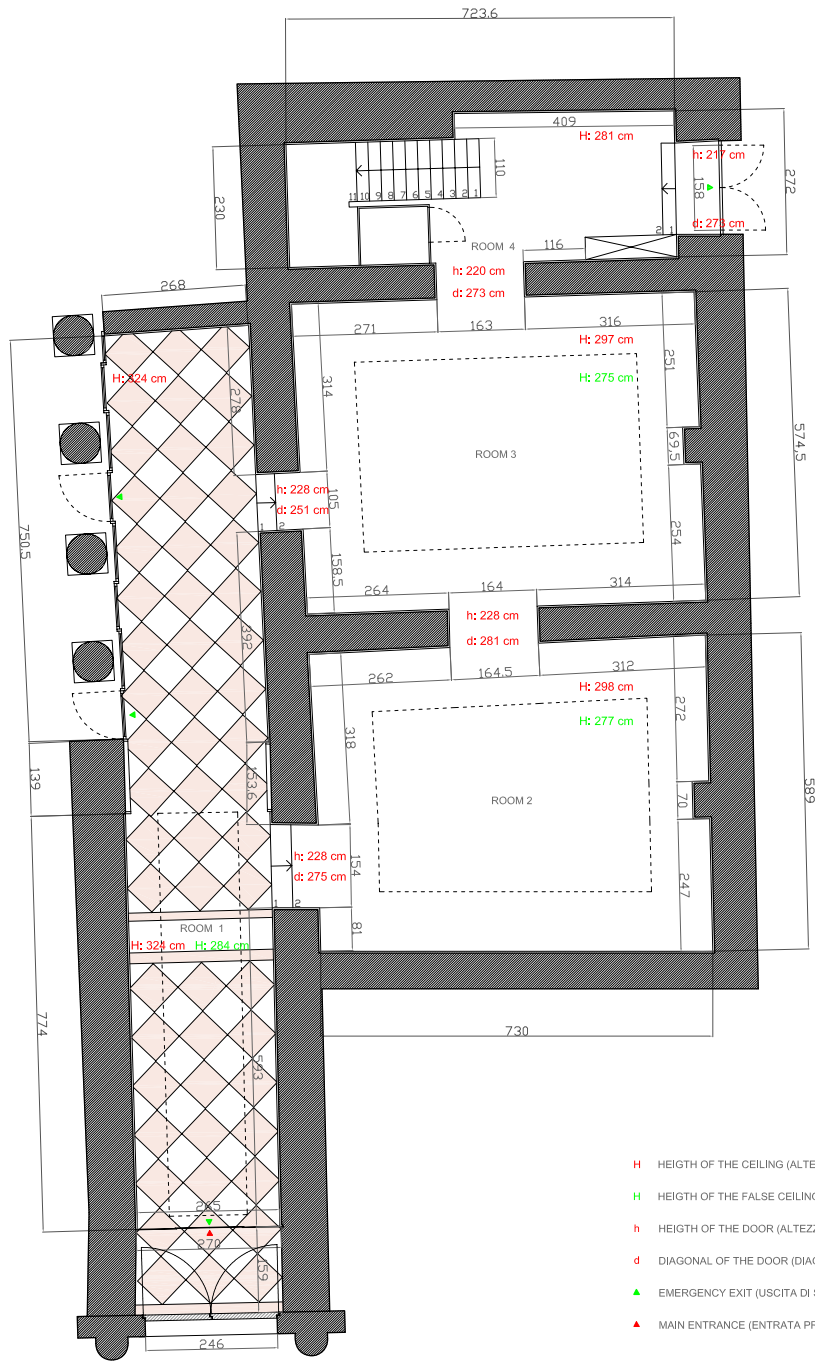 723.6
409
H: 281 cm
h: 217 cm
272
158
110
230
11 10 9 8 7 6 5 4 3 2 1
d: 273 cm
2 1
ROOM 4
116
h: 220 cm
d: 273 cm
268
271
163
316
H: 297 cm
251
H: 324 cm
H: 275 cm
314
278
ROOM 3
69,5
574,5
h: 228 cm
d: 251 cm
105
1 2
750.5
254
158.5
264
164
314
h: 228 cm
d: 281 cm
392
262
164.5
312
H: 298 cm
272
H: 277 cm
318
139
153.6
ROOM 2
70
589
h: 228 cm
d: 275 cm
154
247
1 2
81
ROOM 1
H: 324 cm H: 284 cm
774
730
593
H HEIGTH OF THE CEILING (ALTE
H HEIGTH OF THE FALSE CEILING
265
h HEIGTH OF THE DOOR (ALTEZZ
270
159
d DIAGONAL OF THE DOOR (DIAG
EMERGENCY EXIT (USCITA DI S
MAIN ENTRANCE (ENTRATA PR
246